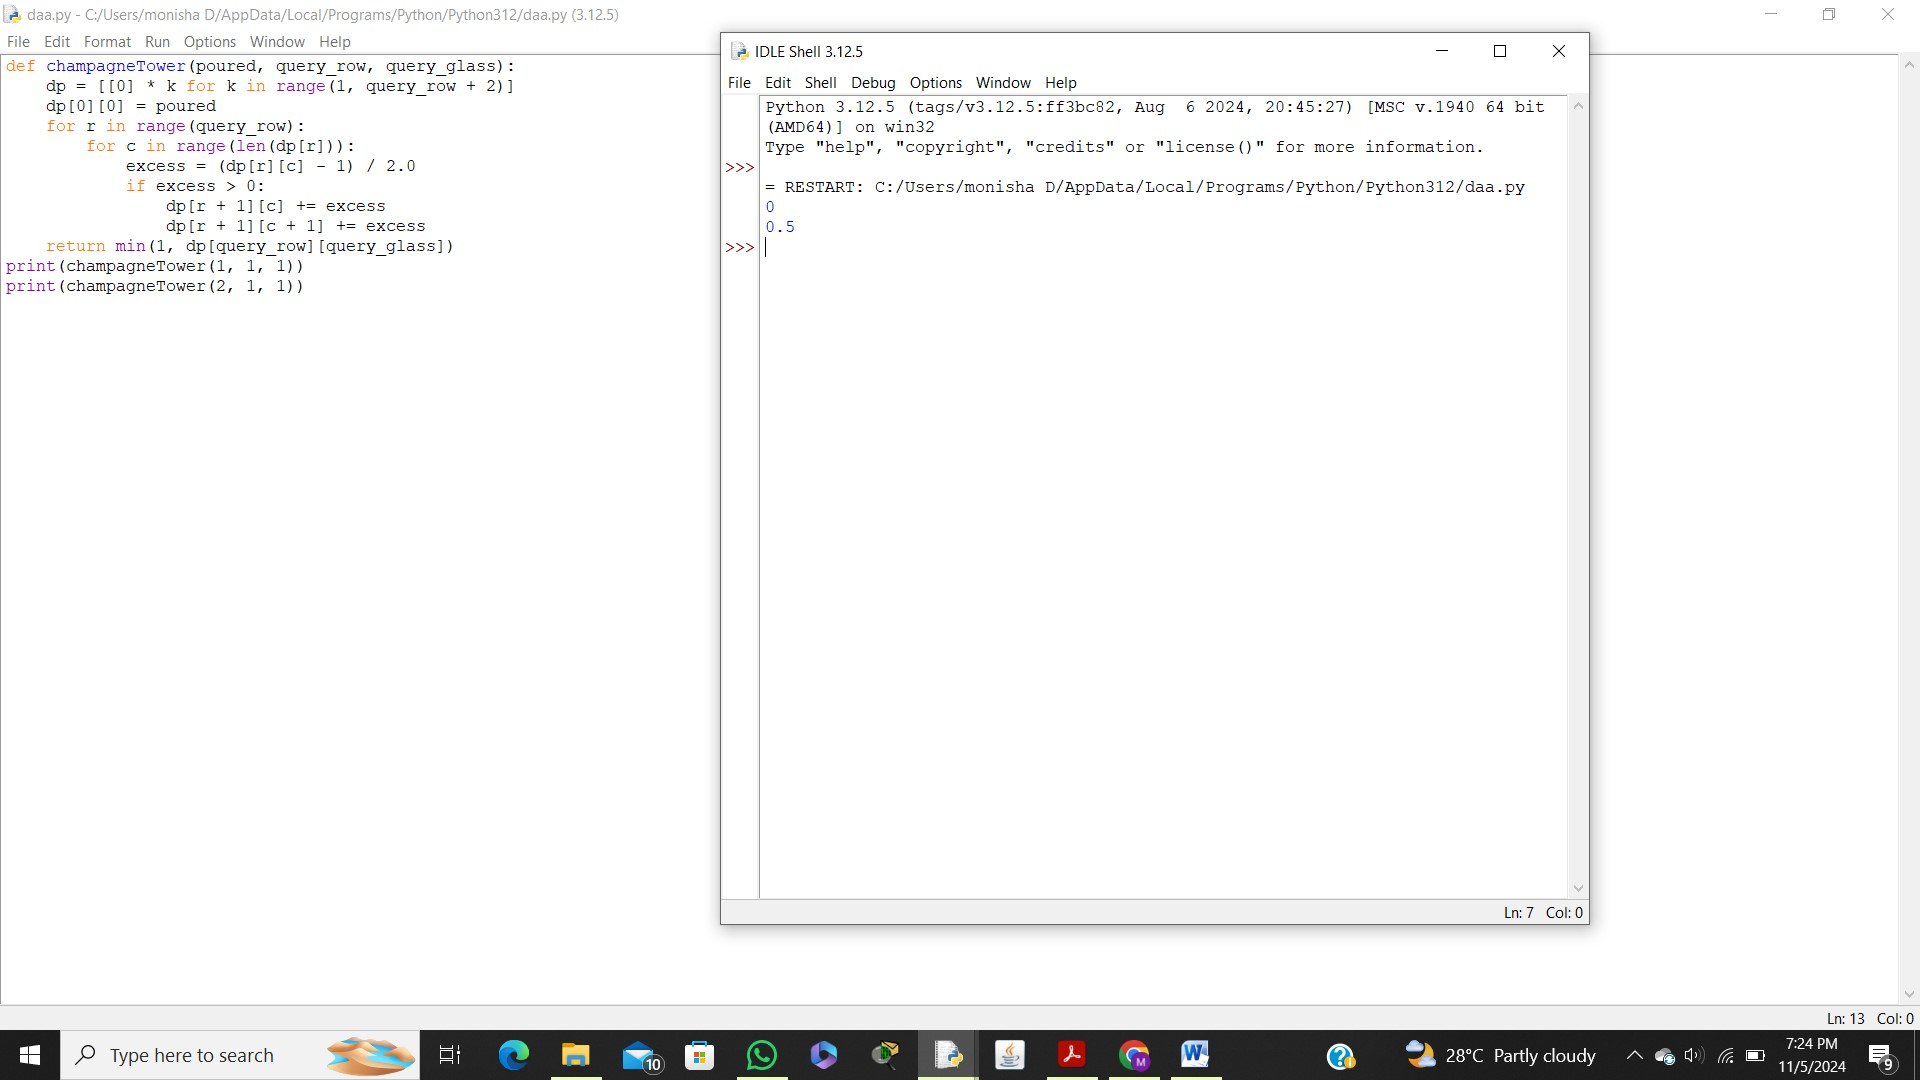 daa.py - C:/Users/monisha D/AppData/Local/Programs/Python/Python312/daa.py (3.12.5)
File Edit Format Run Options Window Help
def champagneTower(poured, query_row, query_glass):
    dp = [[0] * k for k in range(1, query_row + 2)]
    dp[0][0] = poured
    for r in range(query_row):
        for c in range(len(dp[r])):
            excess = (dp[r][c] - 1) / 2.0
            if excess > 0:
                dp[r + 1][c] += excess
                dp[r + 1][c + 1] += excess
    return min(1, dp[query_row][query_glass])
print(champagneTower(1, 1, 1))
print(champagneTower(2, 1, 1))
IDLE Shell 3.12.5
File Edit Shell Debug Options Window Help
Python 3.12.5 (tags/v3.12.5:ff3bc82, Aug  6 2024, 20:45:27) [MSC v.1940 64 bit
(AMD64)] on win32
Type "help", "copyright", "credits" or "license()" for more information.
>>>
= RESTART: C:/Users/monisha D/AppData/Local/Programs/Python/Python312/daa.py
0
0.5
>>>
Ln: 7 Col: 0
Ln: 13 Col: 0
Type here to search
10
28°C Partly cloudy
7:24 PM
11/5/2024
9